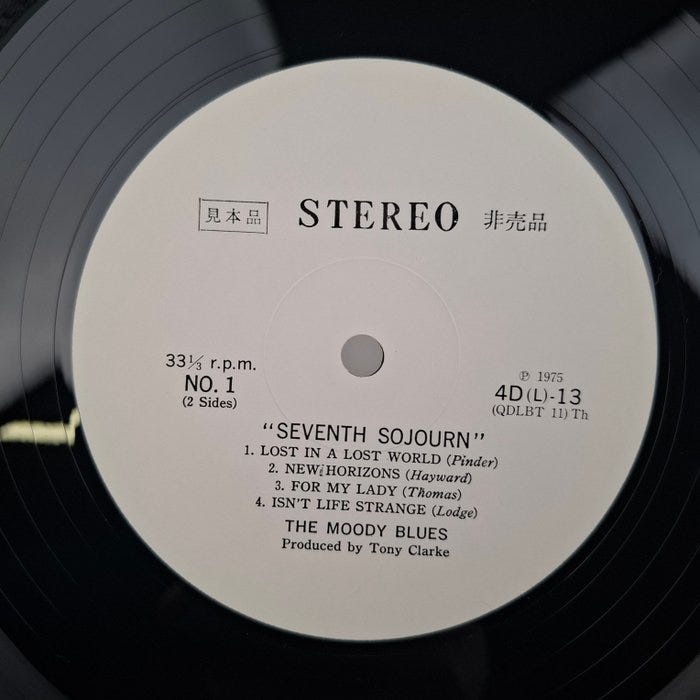 見本品 STEREO 非売品
33⅓ r.p.m.
NO. 1
(2 Sides)
℗ 1975
4D(L)-13
(QDLBT 11) Th
"SEVENTH SOJOURN"
1. LOST IN A LOST WORLD (Pinder)
2. NEW HORIZONS (Hayward)
3. FOR MY LADY (Thomas)
4. ISN'T LIFE STRANGE (Lodge)
THE MOODY BLUES
Produced by Tony Clarke